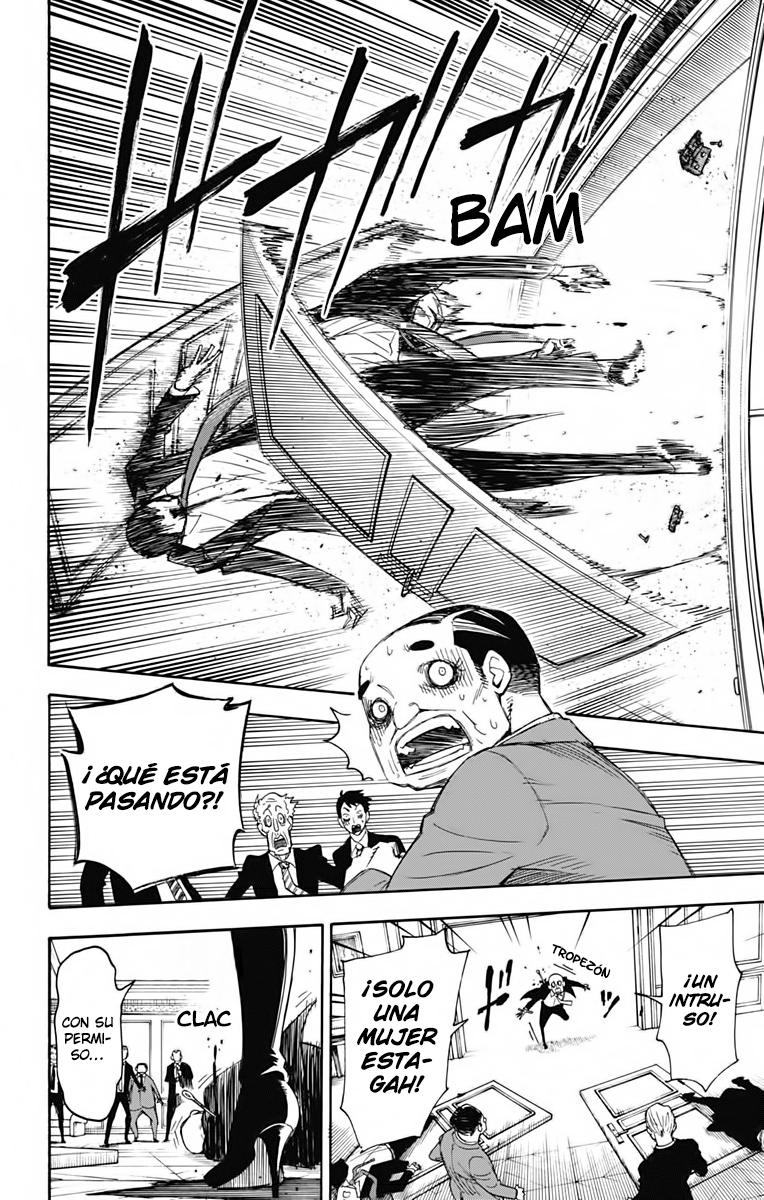 BAM
¡¿QUÉ ESTÁ
PASANDO?!
¡UN
INTRU-
SO!
TROPEZÓN
¡SOLO
UNA
MUJER
ESTA-
GAH!
CLAC
CON SU
PERMI-
SO...